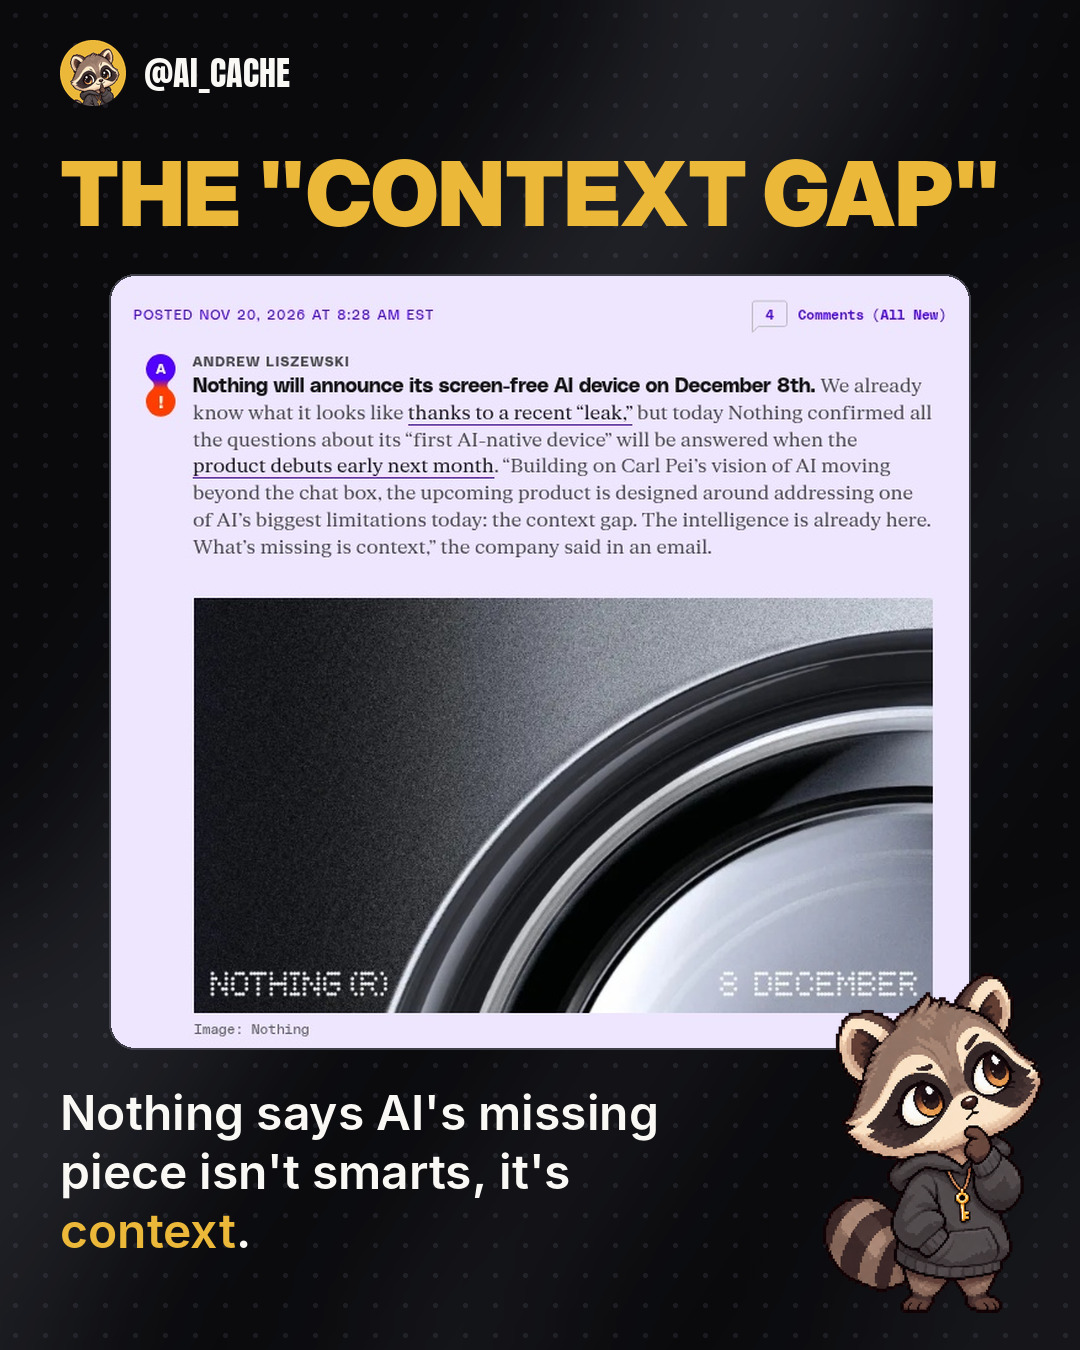 @AI_CACHE
THE "CONTEXT GAP"
POSTED NOV 20, 2026 AT 8:28 AM EST
4 Comments (All New)
A
!
ANDREW LISZEWSKI
Nothing will announce its screen-free AI device on December 8th. We already
know what it looks like thanks to a recent “leak,” but today Nothing confirmed all
the questions about its “first AI-native device” will be answered when the
product debuts early next month. “Building on Carl Pei’s vision of AI moving
beyond the chat box, the upcoming product is designed around addressing one
of AI’s biggest limitations today: the context gap. The intelligence is already here.
What’s missing is context,” the company said in an email.
NOTHING (R)
8 DECEMBER
Image: Nothing
Nothing says AI's missing
piece isn't smarts, it's
context.